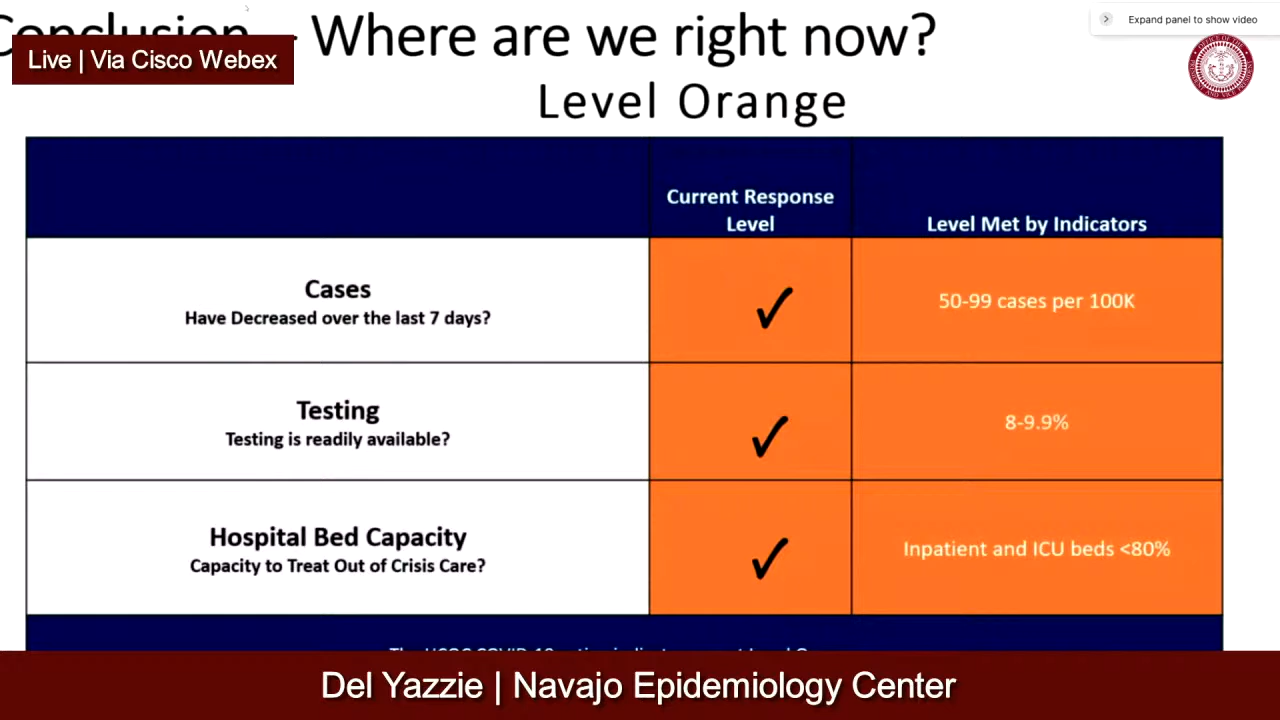 - Where are we right now?
Expand panel to show video
Live | Via Cisco Webex
Level Orange
Current Response
Level
Level Met by Indicators
Cases
Have Decreased over the last 7 days?
50-99 cases per 100K
Testing
Testing is readily available?
8-9.9%
Hospital Bed Capacity
Capacity to Treat Out of Crisis Care?
Inpatient and ICU beds <80%
Del Yazzie | Navajo Epidemiology Center